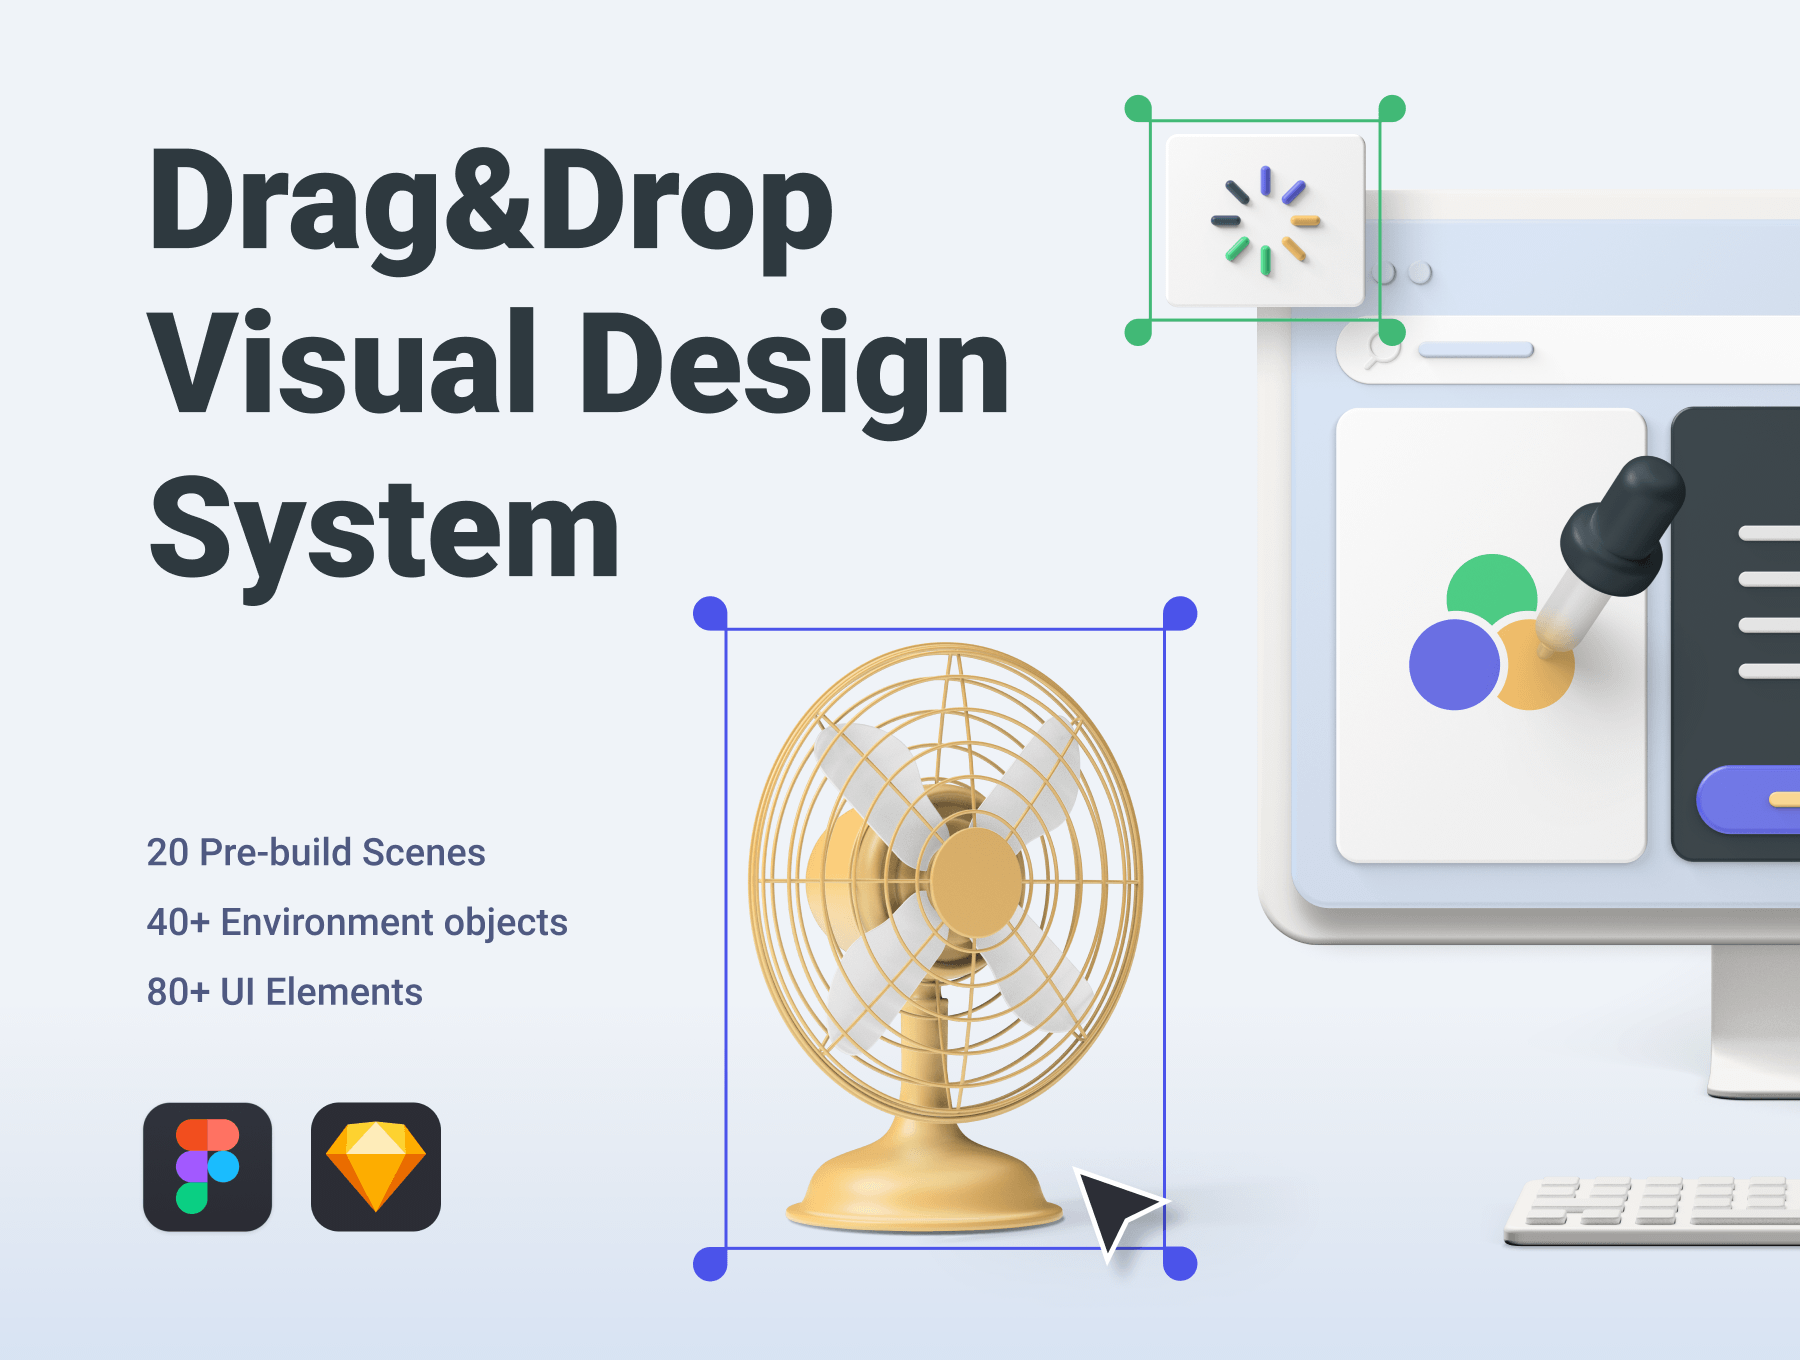 Drag&Drop
Visual Design
System
20 Pre-build Scenes
40+ Environment objects
80+ UI Elements